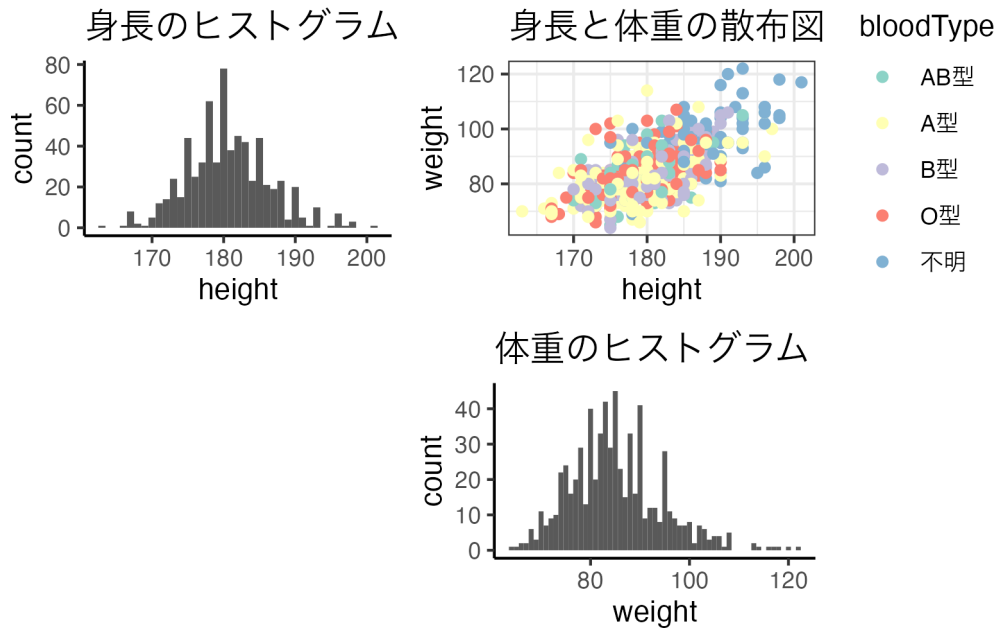 身長のヒストグラム
80
60
40
20
0
count
170 180 190 200
height
身長と体重の散布図
120
100
80
weight
170 180 190 200
height
bloodType
AB型
A型
B型
O型
不明
体重のヒストグラム
40
30
20
10
0
count
80 100 120
weight